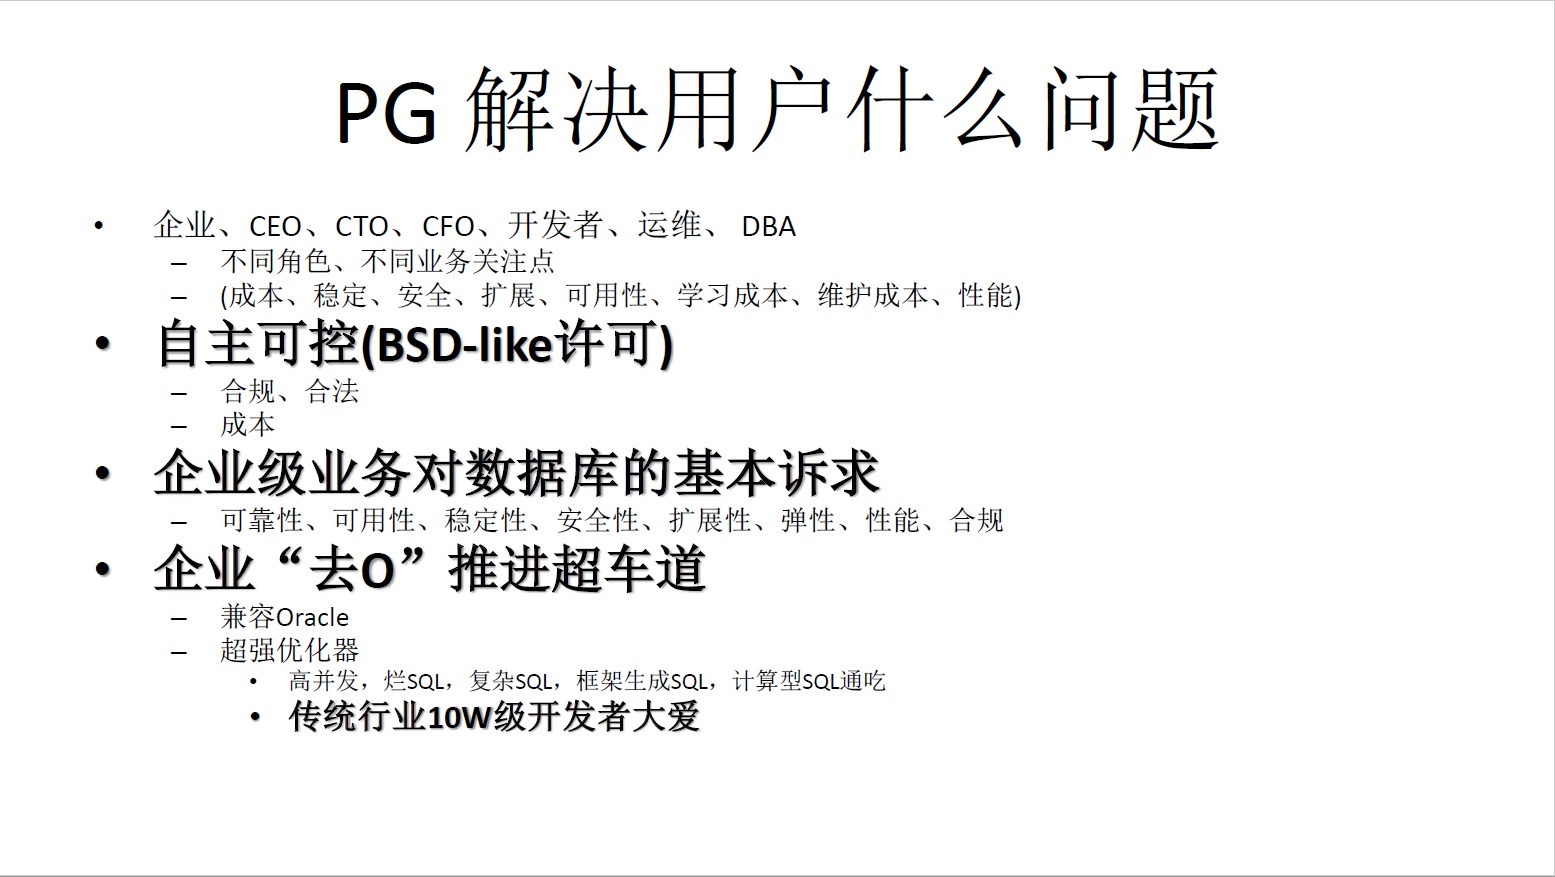 PG 解决用户什么问题
• 企业、CEO、CTO、CFO、开发者、运维、 DBA
– 不同角色、不同业务关注点
– (成本、稳定、安全、扩展、可用性、学习成本、维护成本、性能)
• 自主可控(BSD-like许可)
– 合规、合法
– 成本
• 企业级业务对数据库的基本诉求
– 可靠性、可用性、稳定性、安全性、扩展性、弹性、性能、合规
• 企业“去O”推进超车道
– 兼容Oracle
– 超强优化器
• 高并发，烂SQL，复杂SQL，框架生成SQL，计算型SQL通吃
• 传统行业10W级开发者大爱